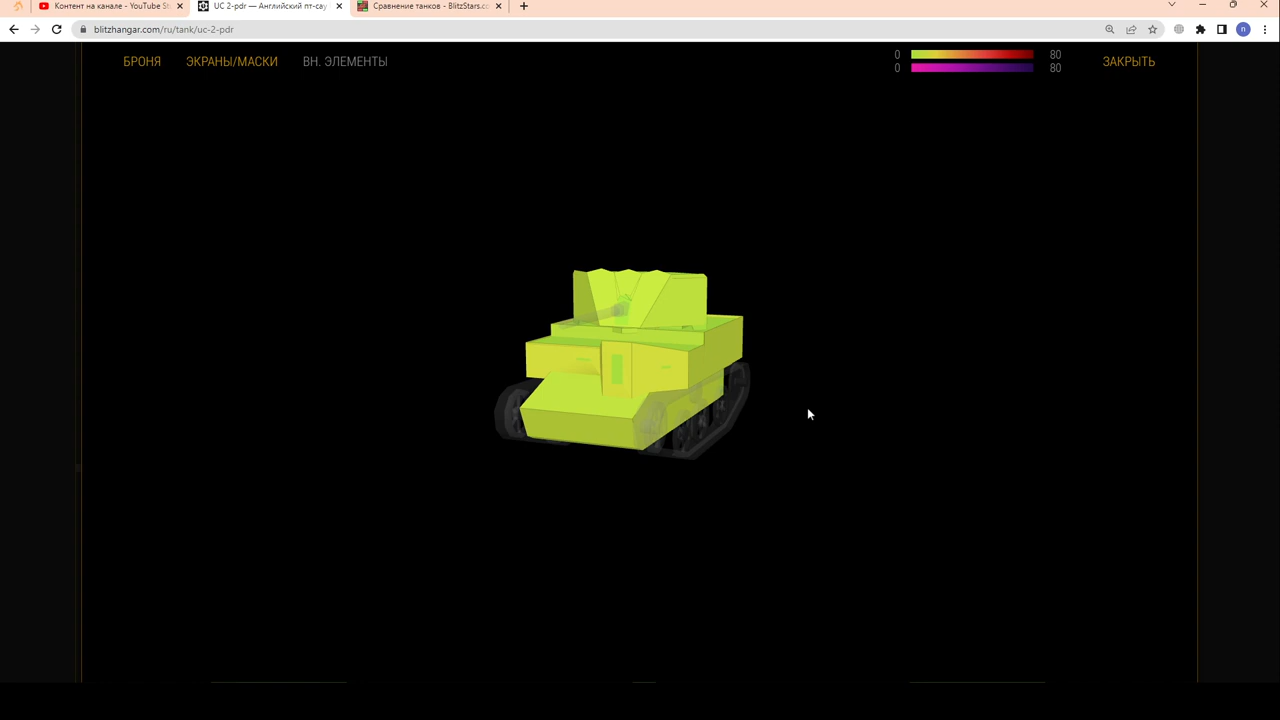 Контент на канале - YouTube St
UC 2-pdr — Английский пт-сау
Сравнение танков - BlitzStars.co
blitzhangar.com/ru/tank/uc-2-pdr
n
БРОНЯ
ЭКРАНЫ/МАСКИ
ВН. ЭЛЕМЕНТЫ
0
80
0
80
ЗАКРЫТЬ